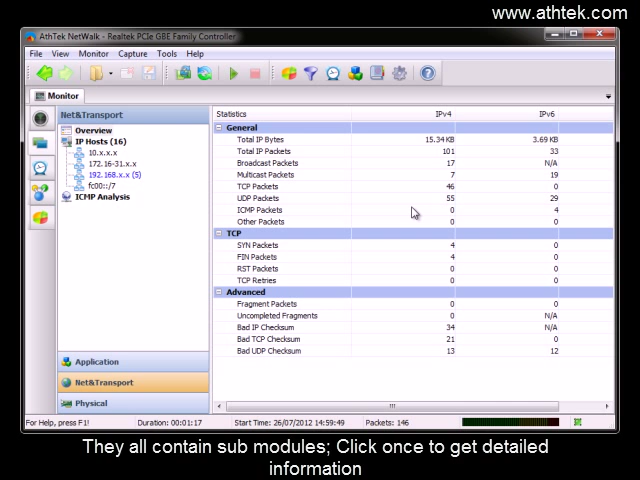 www.athtek.com
AthTek NetWalk - Realtek PCIe GBE Family Controller
File View Monitor Capture Tools Help
Monitor
Net&Transport
Overview
IP Hosts (16)
10.x.x.x
172.16-31.x.x
192.168.x.x (5)
fc00::/7
ICMP Analysis
Application
Net&Transport
Physical
Statistics IPv4 IPv6
General
Total IP Bytes 15.34 KB 3.69 KB
Total IP Packets 101 33
Broadcast Packets 17 N/A
Multicast Packets 7 19
TCP Packets 46 0
UDP Packets 55 29
ICMP Packets 0 4
Other Packets 0 0
TCP
SYN Packets 4 0
FIN Packets 4 0
RST Packets 0 0
TCP Retries 0 0
Advanced
Fragment Packets 0 0
Uncompleted Fragments 0 N/A
Bad IP Checksum 34 N/A
Bad TCP Checksum 21 0
Bad UDP Checksum 13 12
For Help, press F1! Duration: 00:01:17 Start Time: 26/07/2012 14:59:49 Packets: 146
They all contain sub modules; Click once to get detailed
information